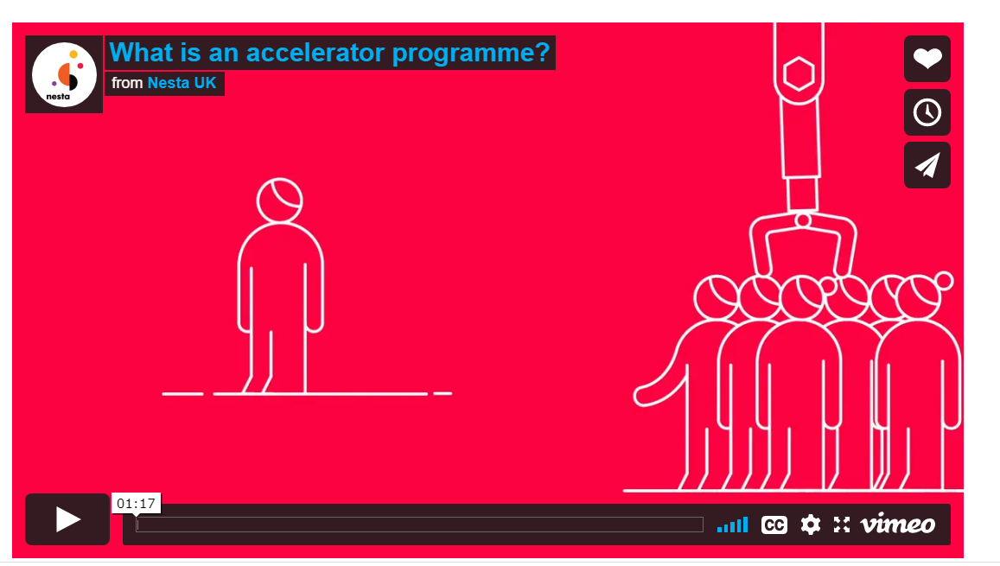 What is an accelerator programme?
from Nesta UK
nesta
01:17
CC
vimeo